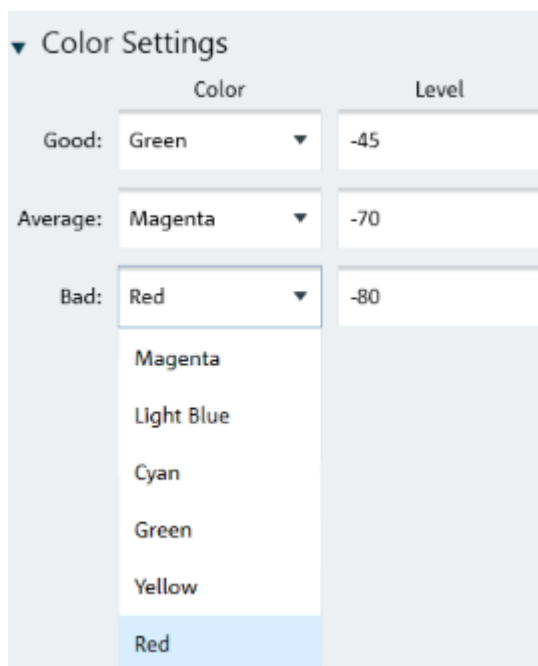 Color Settings
Color Level
Good: Green -45
Average: Magenta -70
Bad: Red -80
Magenta
Light Blue
Cyan
Green
Yellow
Red